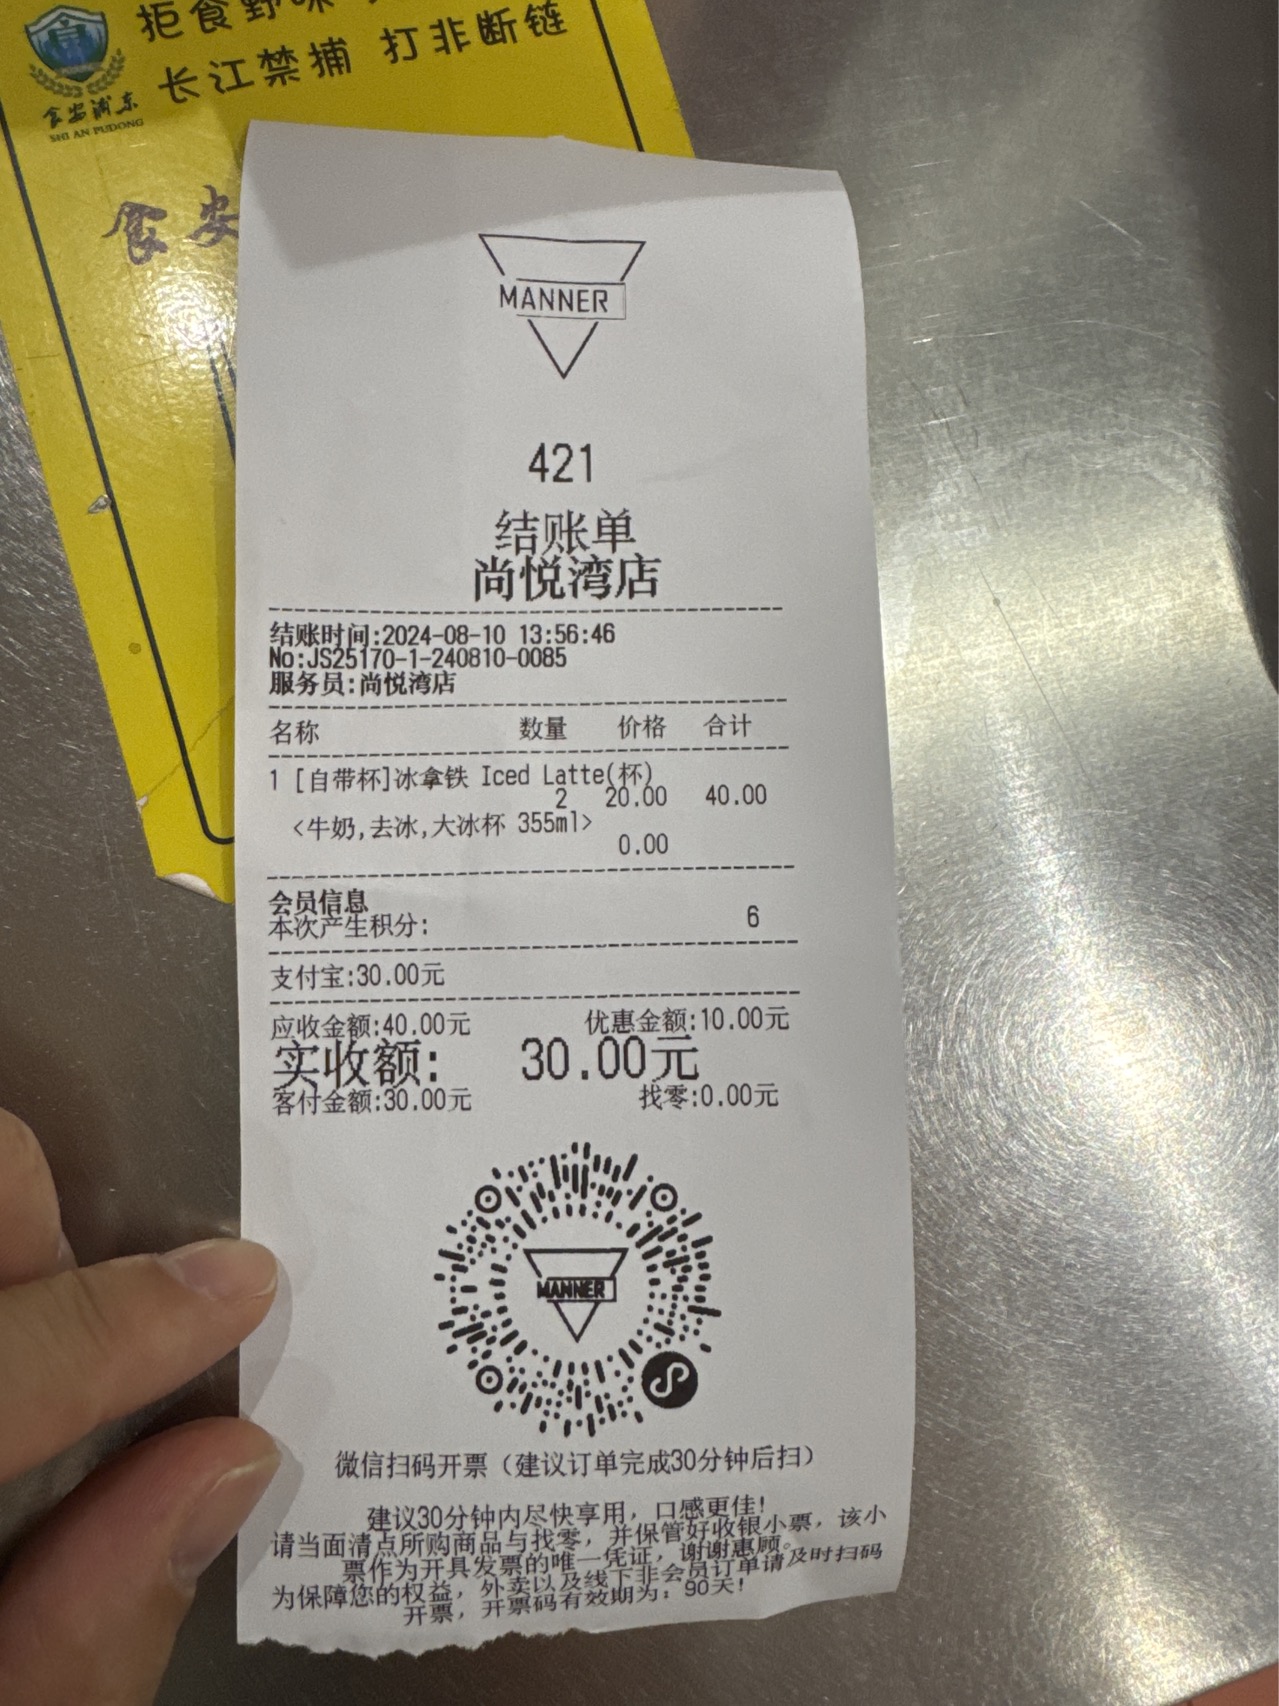 拒食野味
长江禁捕 打非断链
食安浦东
SHI AN PUDONG
食安
MANNER
421
结账单
尚悦湾店
结账时间:2024-08-10 13:56:46
No:JS25170-1-240810-0085
服务员:尚悦湾店
名称 数量 价格 合计
1 [自带杯]冰拿铁 Iced Latte(杯)
2 20.00 40.00
<牛奶,去冰,大冰杯 355ml>
0.00
会员信息
本次产生积分: 6
支付宝:30.00元
应收金额:40.00元 优惠金额:10.00元
实收额: 30.00元
客付金额:30.00元 找零:0.00元
MANNER
微信扫码开票（建议订单完成30分钟后扫）
建议30分钟内尽快享用，口感更佳!
请当面清点所购商品与找零，并保管好收银小票，该小
票作为开具发票的唯一凭证，谢谢惠顾。
为保障您的权益，外卖以及线下非会员订单请及时扫码
开票，开票码有效期为：90天!